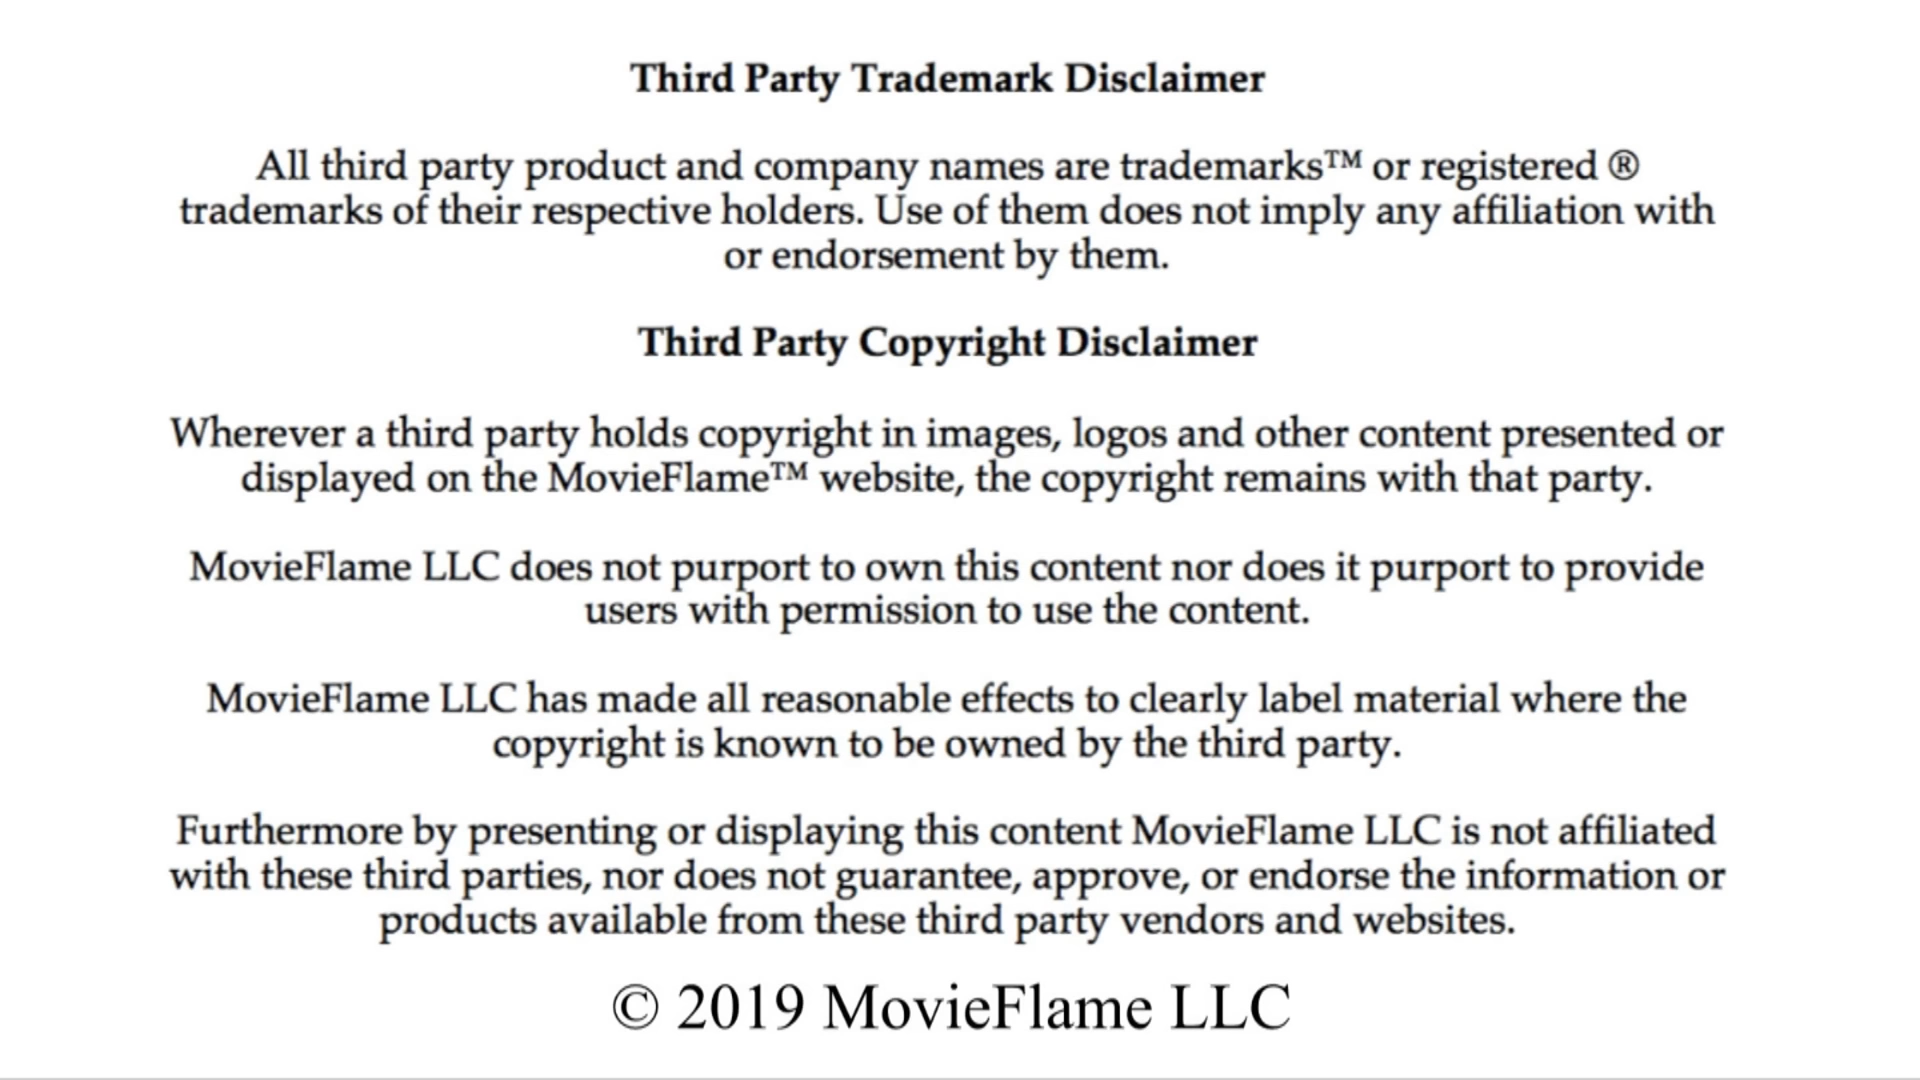 Third Party Trademark Disclaimer
All third party product and company names are trademarks™ or registered ®
trademarks of their respective holders. Use of them does not imply any affiliation with
or endorsement by them.
Third Party Copyright Disclaimer
Wherever a third party holds copyright in images, logos and other content presented or
displayed on the MovieFlame™ website, the copyright remains with that party.
MovieFlame LLC does not purport to own this content nor does it purport to provide
users with permission to use the content.
MovieFlame LLC has made all reasonable effects to clearly label material where the
copyright is known to be owned by the third party.
Furthermore by presenting or displaying this content MovieFlame LLC is not affiliated
with these third parties, nor does not guarantee, approve, or endorse the information or
products available from these third party vendors and websites.
© 2019 MovieFlame LLC